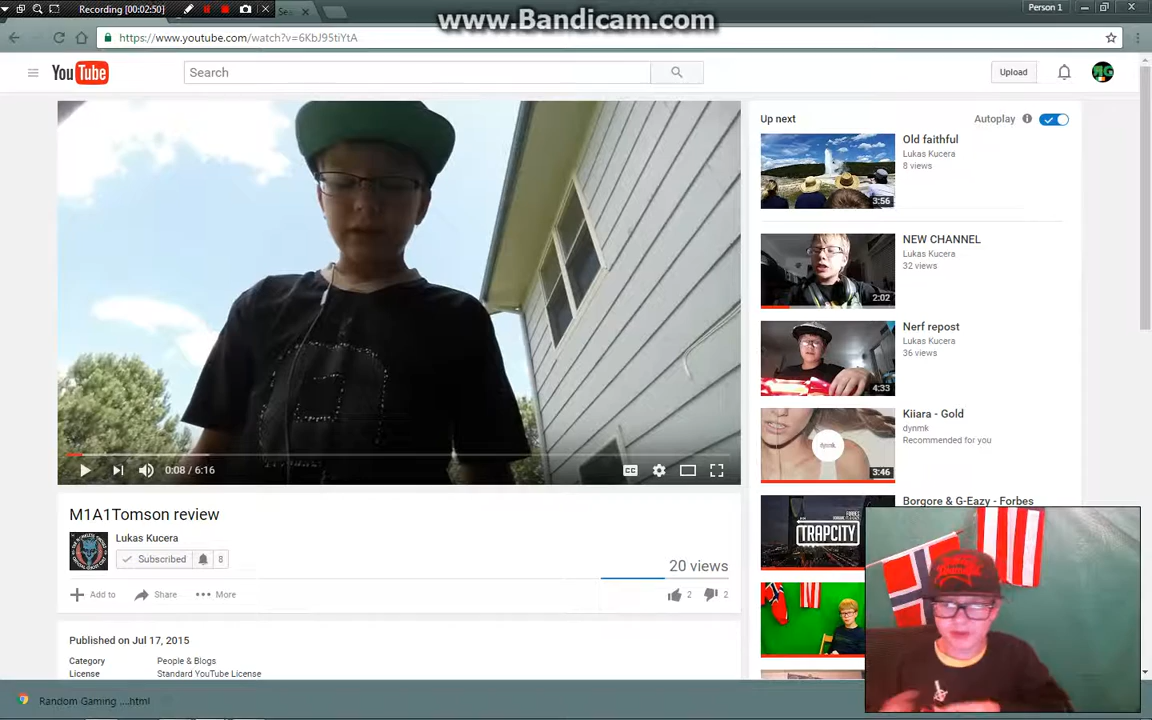 Recording [00:02:50]
www.Bandicam.com
Person 1
https://www.youtube.com/watch?v=6KbJ95tiYtA
YouTube
Search
Upload
RG
Up next
Autoplay
Old faithful
Lukas Kucera
8 views
3:56
NEW CHANNEL
Lukas Kucera
32 views
2:02
Nerf repost
Lukas Kucera
36 views
4:33
Kiiara - Gold
dynmk
Recommended for you
dynmk.
3:46
Borgore & G-Eazy - Forbes
TRAPCITY
0:08 / 6:16
CC
M1A1Tomson review
Lukas Kucera
Subscribed 8
20 views
Add to Share More
2 2
Published on Jul 17, 2015
Category People & Blogs
License Standard YouTube License
Random Gaming ....html